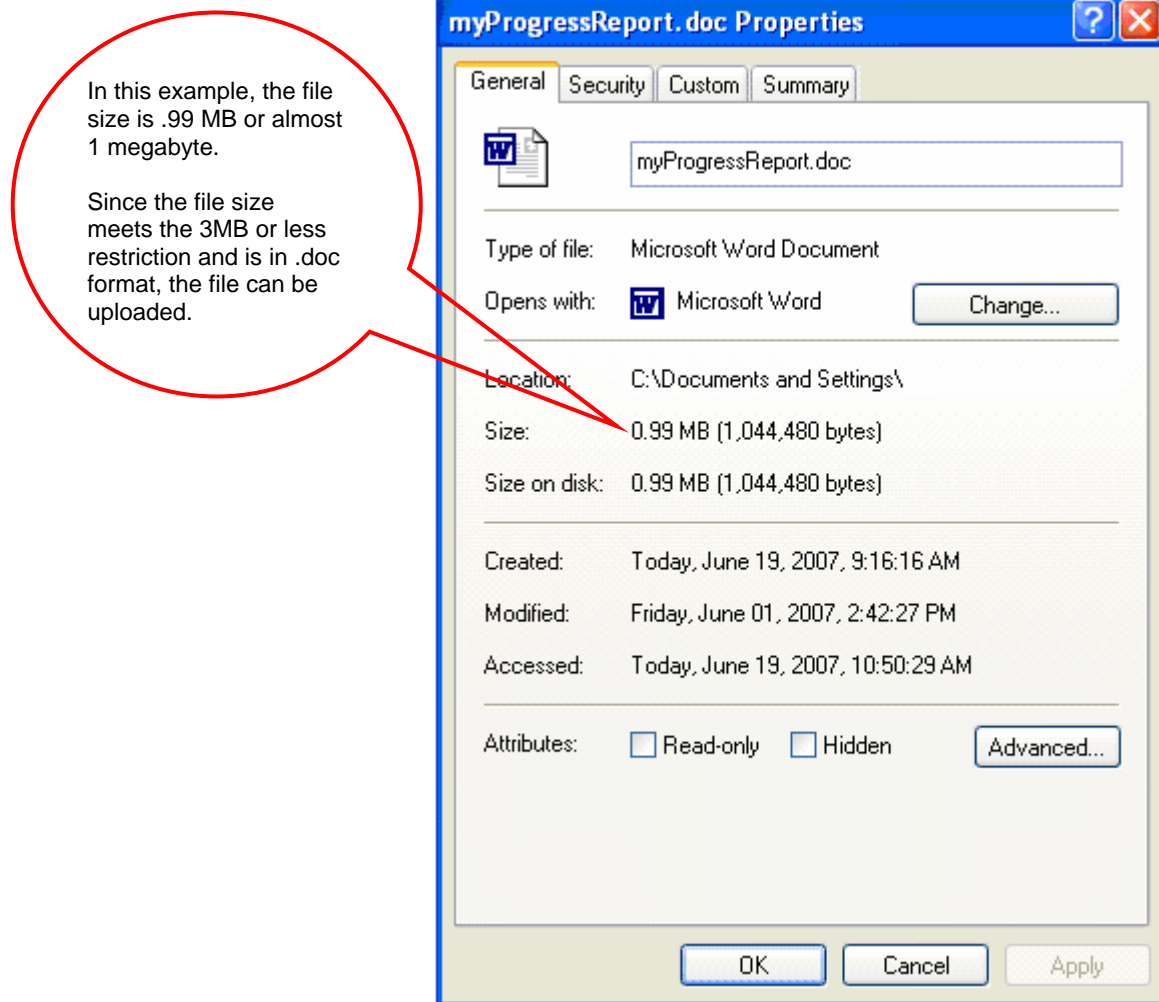 myProgressReport.doc Properties
General Security Custom Summary
In this example, the file
size is .99 MB or almost
1 megabyte.
Since the file size
meets the 3MB or less
restriction and is in .doc
format, the file can be
uploaded.
myProgressReport.doc
Type of file: Microsoft Word Document
Opens with: Microsoft Word Change...
Location: C:\Documents and Settings\
Size: 0.99 MB (1,044,480 bytes)
Size on disk: 0.99 MB (1,044,480 bytes)
Created: Today, June 19, 2007, 9:16:16 AM
Modified: Friday, June 01, 2007, 2:42:27 PM
Accessed: Today, June 19, 2007, 10:50:29 AM
Attributes: Read-only Hidden Advanced...
OK Cancel Apply